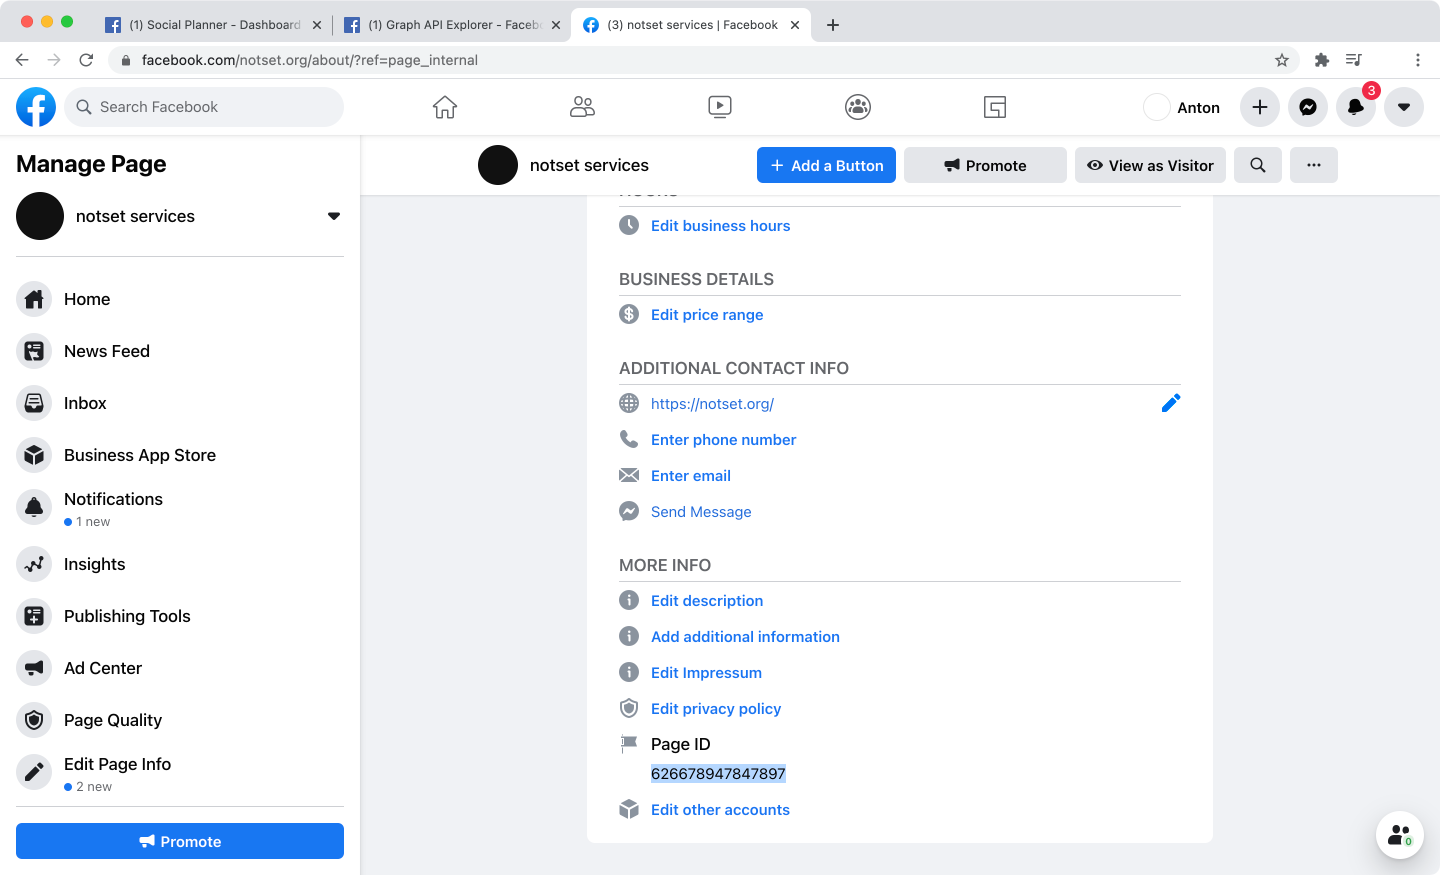 (1) Social Planner - Dashboard
(1) Graph API Explorer - Facebo
(3) notset services | Facebook
facebook.com/notset.org/about/?ref=page_internal
Search Facebook
Anton
3
Manage Page
notset services
Add a Button
Promote
View as Visitor
notset services
Home
News Feed
Inbox
Business App Store
Notifications
1 new
Insights
Publishing Tools
Ad Center
Page Quality
Edit Page Info
2 new
Promote
HOURS
Edit business hours
BUSINESS DETAILS
Edit price range
ADDITIONAL CONTACT INFO
https://notset.org/
Enter phone number
Enter email
Send Message
MORE INFO
Edit description
Add additional information
Edit Impressum
Edit privacy policy
Page ID
626678947847897
Edit other accounts
0